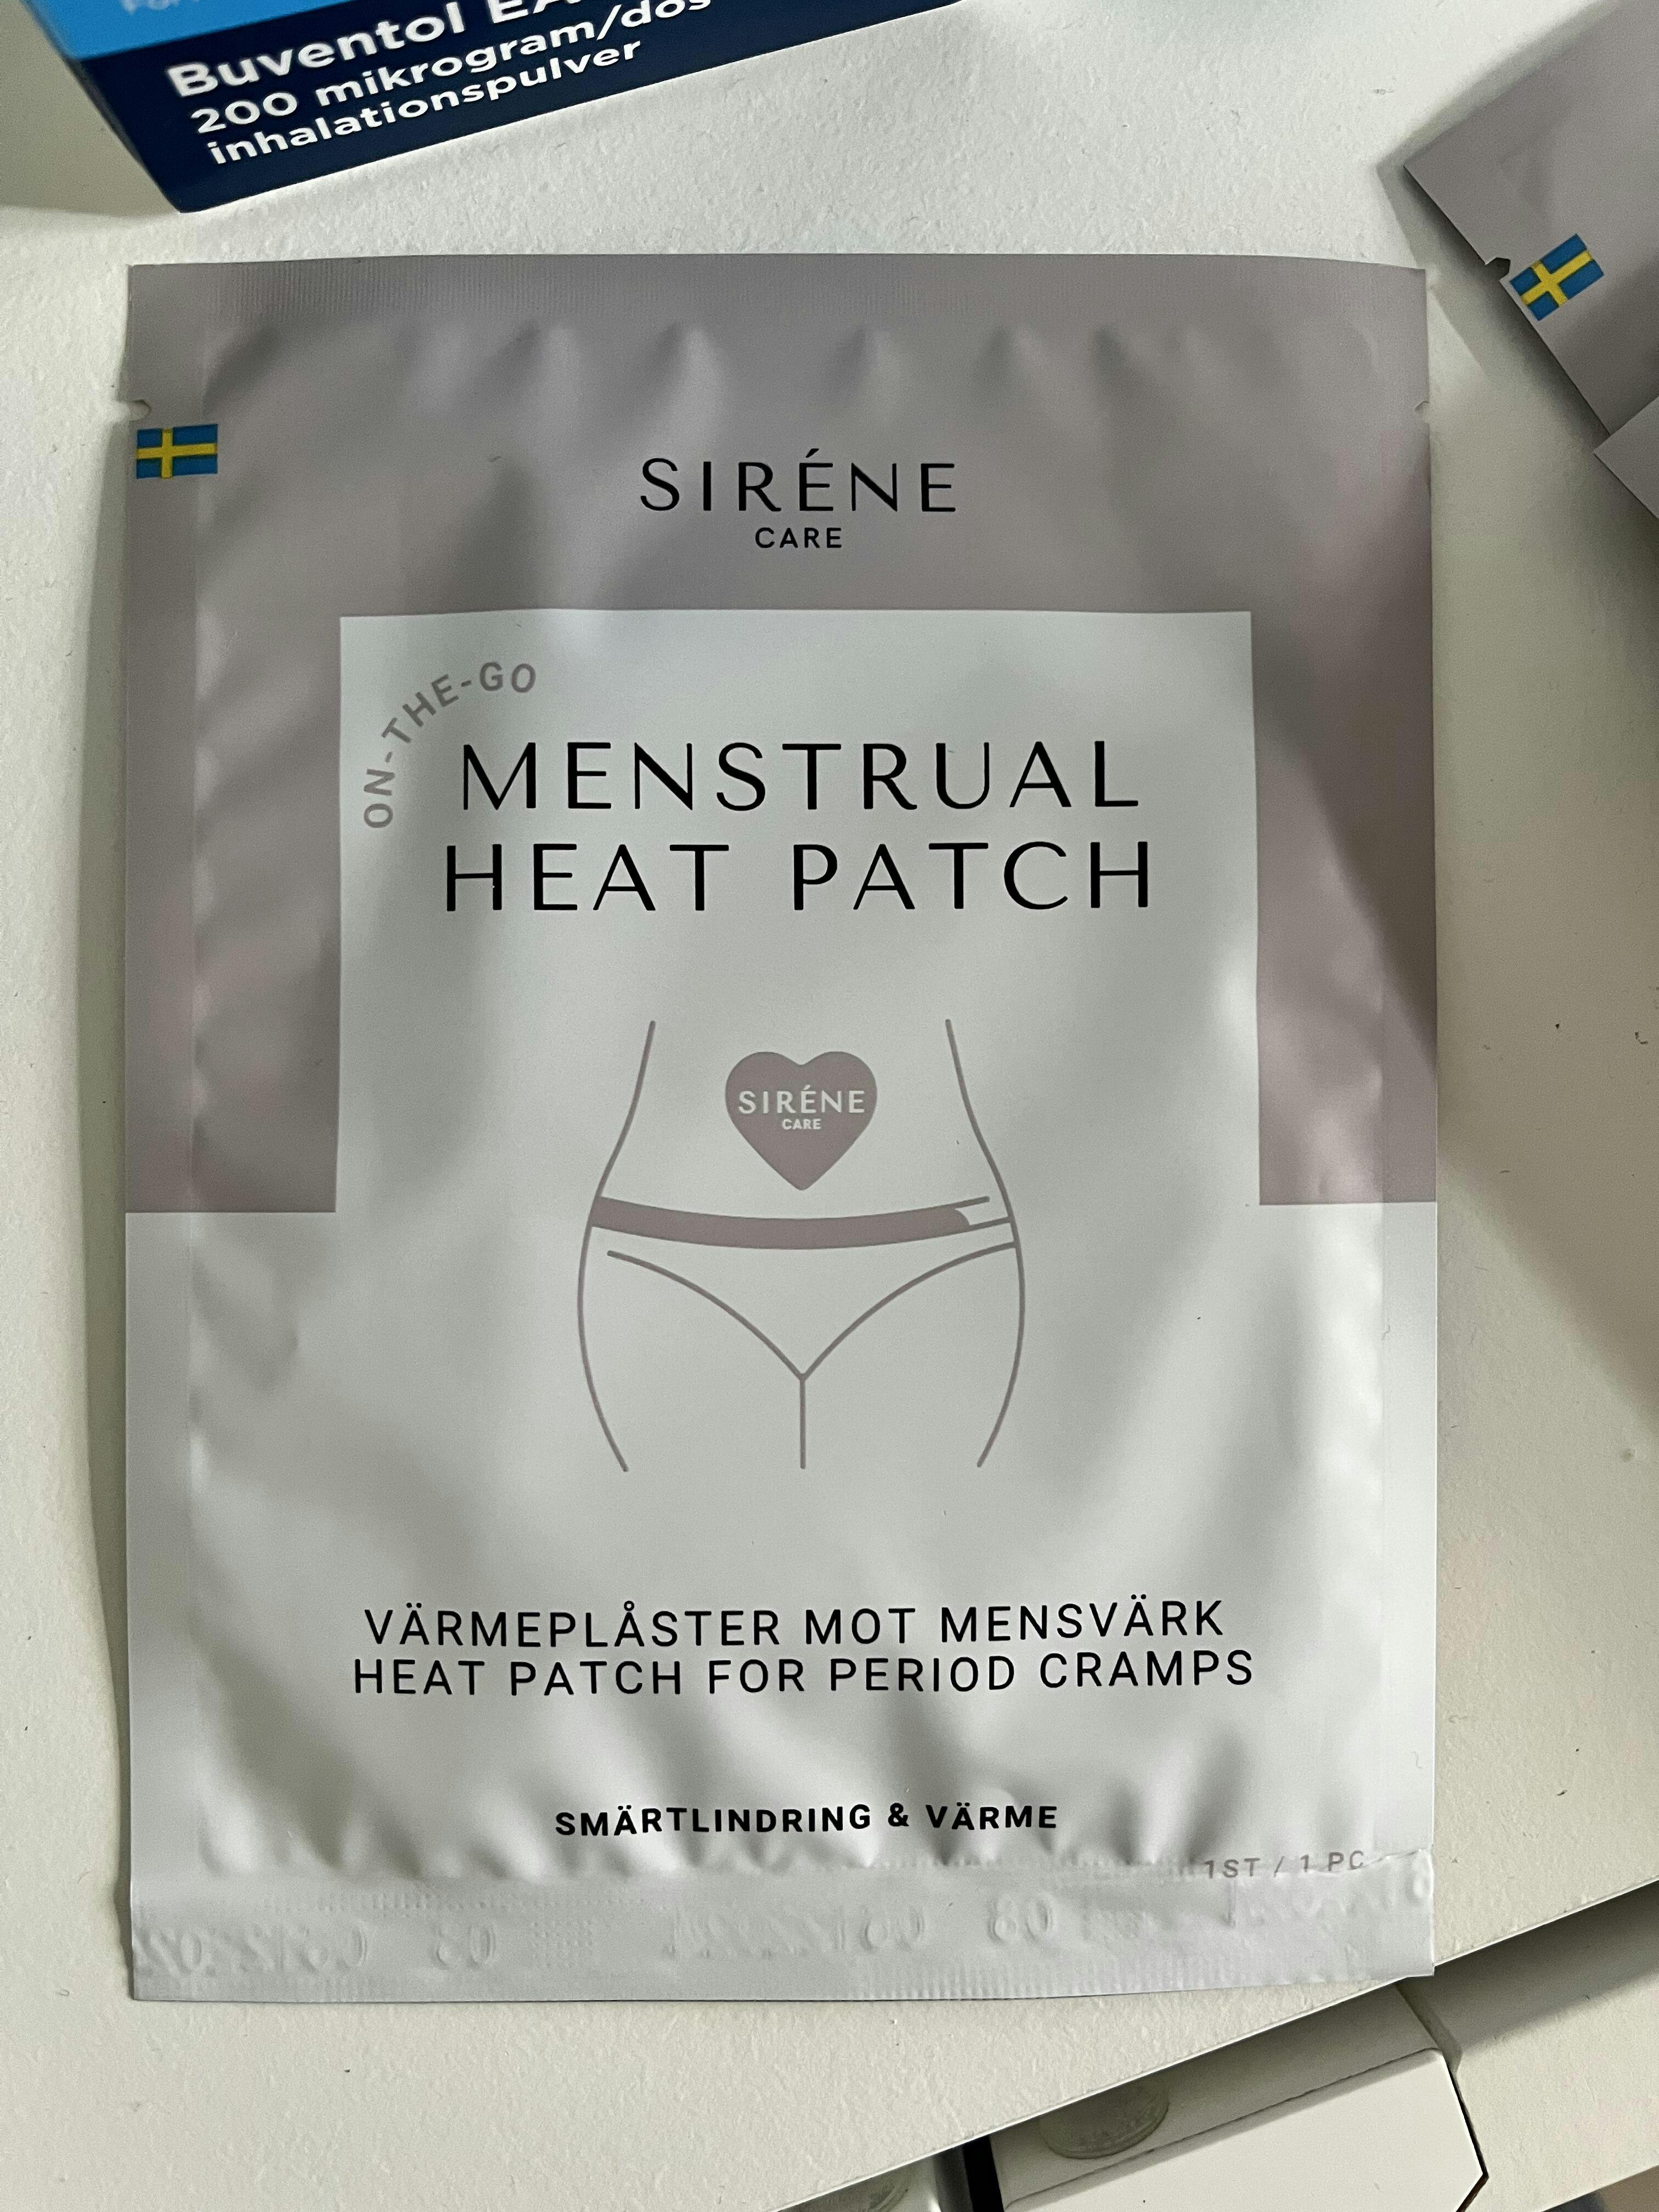 Buventol
200 mikrogram/dos
inhalationspulver
SIRÉNE
CARE
ON-THE-GO
MENSTRUAL
HEAT PATCH
SIRÉNE
CARE
VÄRMEPLÅSTER MOT MENSVÄRK
HEAT PATCH FOR PERIOD CRAMPS
SMÄRTLINDRING & VÄRME
1ST / 1 PC